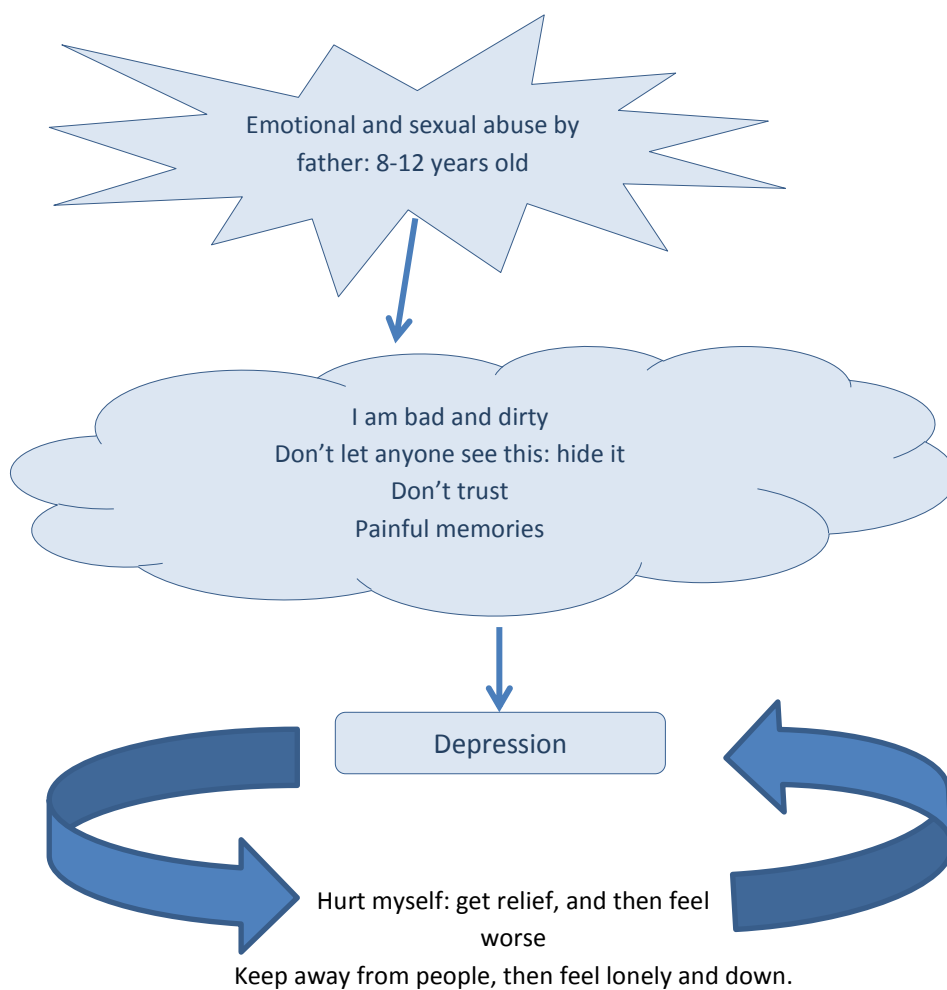 Emotional and sexual abuse by
father: 8-12 years old
I am bad and dirty
Don’t let anyone see this: hide it
Don’t trust
Painful memories
Depression
Hurt myself: get relief, and then feel
worse
Keep away from people, then feel lonely and down.